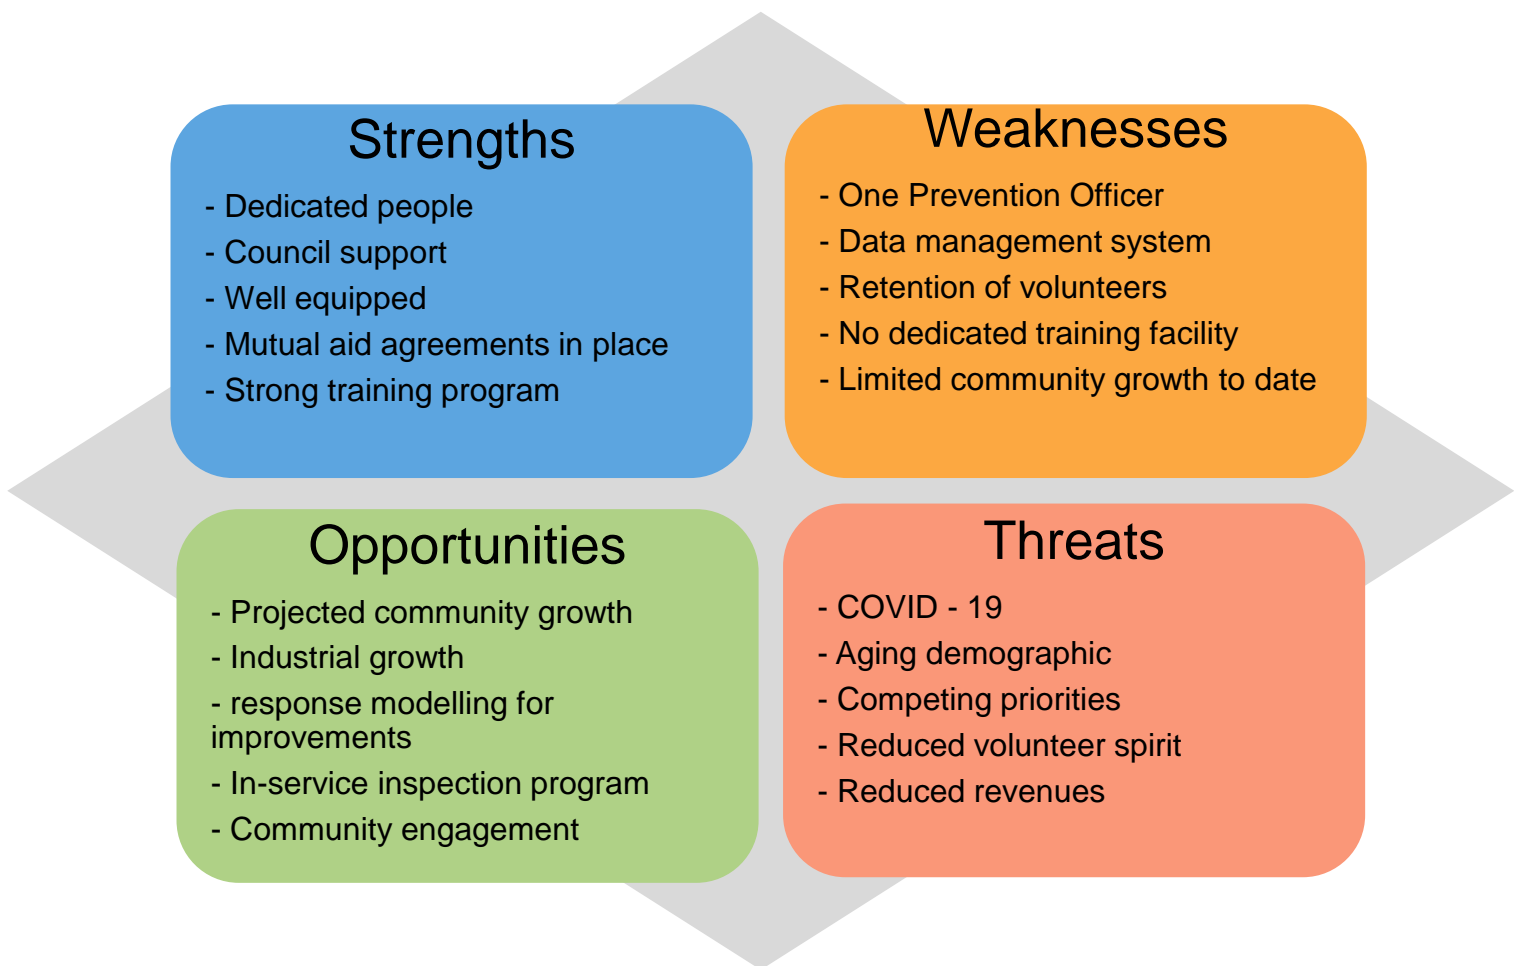 Strengths
- Dedicated people
- Council support
- Well equipped
- Mutual aid agreements in place
- Strong training program
Weaknesses
- One Prevention Officer
- Data management system
- Retention of volunteers
- No dedicated training facility
- Limited community growth to date
Opportunities
- Projected community growth
- Industrial growth
- response modelling for
improvements
- In-service inspection program
- Community engagement
Threats
- COVID - 19
- Aging demographic
- Competing priorities
- Reduced volunteer spirit
- Reduced revenues